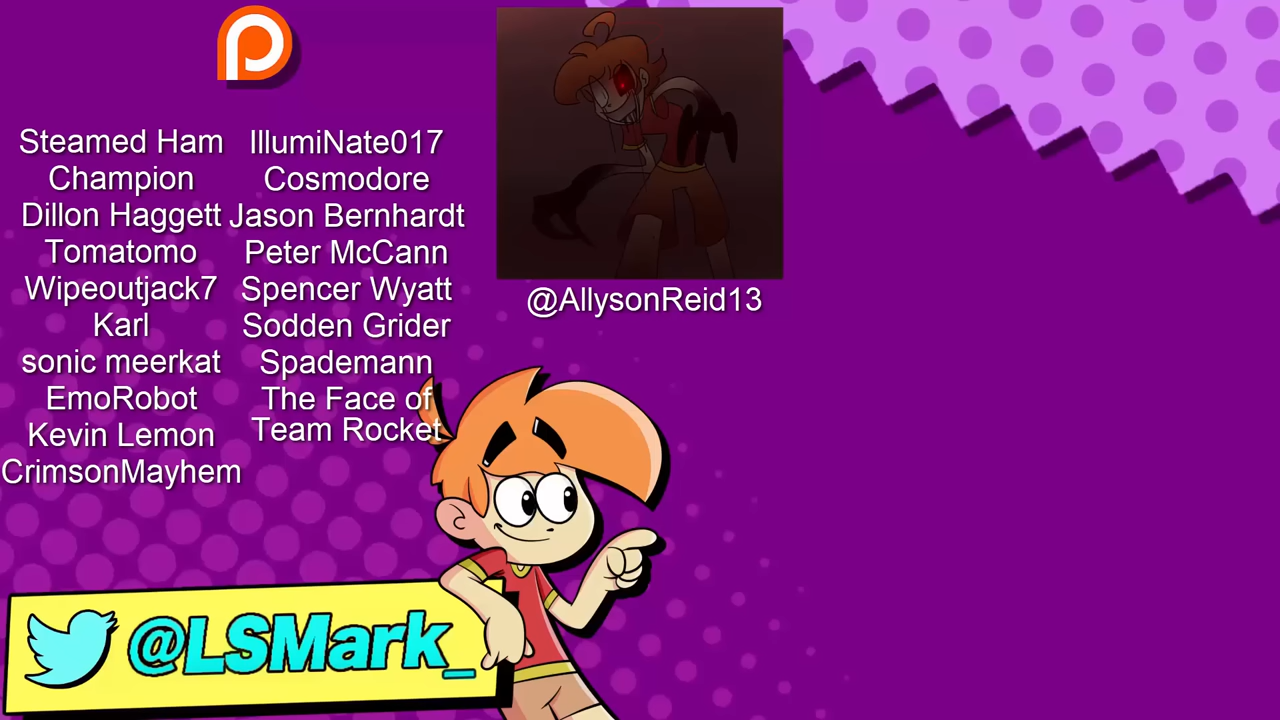 Steamed Ham
Champion
Dillon Haggett
Tomatomo
Wipeoutjack7
Karl
sonic meerkat
EmoRobot
Kevin Lemon
CrimsonMayhem
IllumiNate017
Cosmodore
Jason Bernhardt
Peter McCann
Spencer Wyatt
Sodden Grider
Spademann
The Face of
Team Rocket
@AllysonReid13
@LSMark_